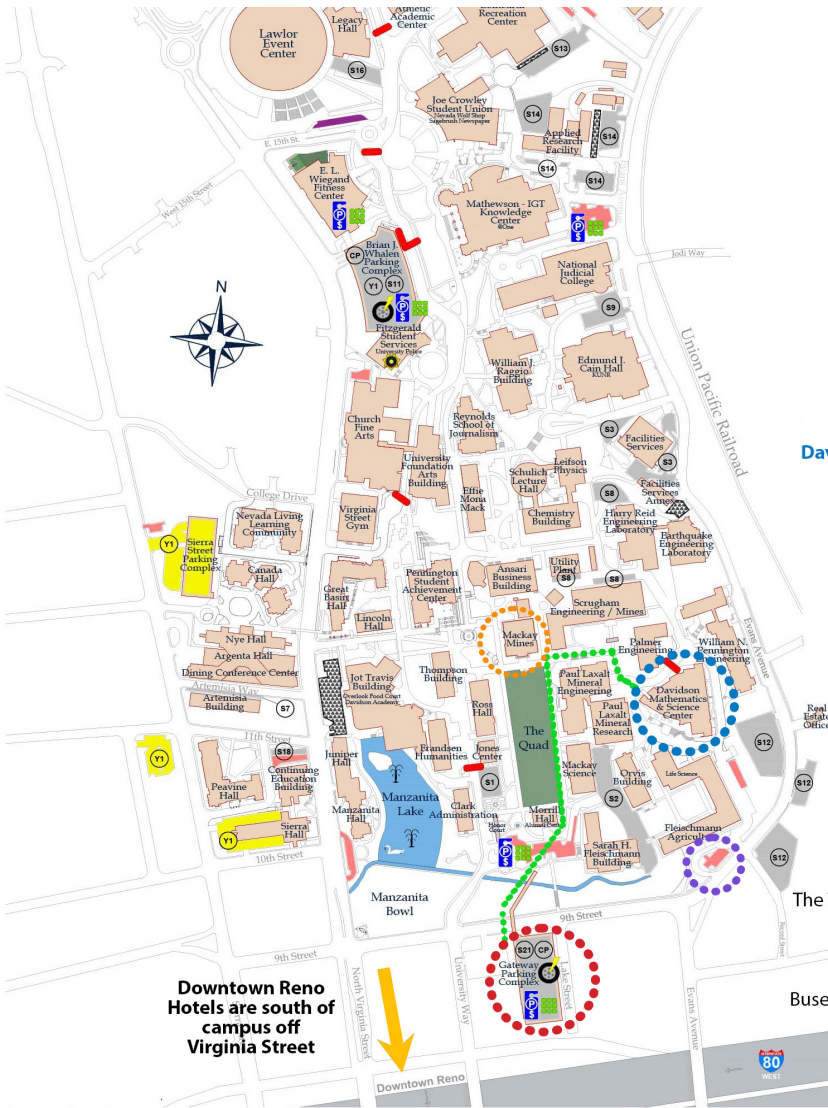 Legacy
Hall
Athletic
Academic
Center
Recreation
Center
Lawlor
Event
Center
S16
S13
Joe Crowley
Student Union
Nevada Wolf Shop
Sagebrush Newspaper
S14
Applied
Research
Facility
S14
E. 15th St.
S14
S14
West 15th Street
E. L.
Wiegand
Fitness
Center
P
$
Mathewson - IGT
Knowledge
Center
@One
P
$
Brian J.
Whalen
Parking
Complex
CP
Y1
S11
P
$
Jodi Way
National
Judicial
College
S9
N
Fitzgerald
Student
Services
University Police
William J.
Raggio
Building
Edmund J.
Cain Hall
KUNR
Union Pacific Railroad
Church
Fine
Arts
Reynolds
School of
Journalism
S3
Facilities
Services
S3
Dav
University
Foundation
Arts
Building
Effie
Mona
Mack
Schulich
Lecture
Hall
Leifson
Physics
Facilities
Services
Annex
S8
College Drive
Virginia
Street
Gym
Chemistry
Building
Harry Reid
Engineering
Laboratory
Nevada Living
Learning
Community
Earthquake
Engineering
Laboratory
Y1
Sierra
Street
Parking
Complex
Canada
Hall
Great
Basin
Hall
Pennington
Student
Achievement
Center
Ansari
Business
Building
Utility
Plant
S8
S8
Lincoln
Hall
Scrugham
Engineering / Mines
Nye Hall
Argenta Hall
Dining Conference Center
Mackay
Mines
Palmer
Engineering
William N.
Pennington
Engineering
Evans Avenue
Artemisia Way
Artemisia
Building
S7
Jot Travis
Building
Overlook Food Court
Davidson Academy
Thompson
Building
Paul Laxalt
Mineral
Engineering
Davidson
Mathematics
& Science
Center
Ross
Hall
Paul
Laxalt
Mineral
Research
Real
Estate
Office
11th Street
S18
The
Quad
S12
Y1
Juniper
Hall
Frandsen
Humanities
Jones
Center
Mackay
Science
Continuing
Education
Building
Orvis
Building
Life Science
S12
Peavine
Hall
Manzanita
Lake
S1
S2
Manzanita
Hall
Clark
Administration
Morrill
Hall
Alumni Center
Honor
Court
Sierra
Hall
Y1
Fleischmann
Agriculture
10th Street
P
$
Sarah H.
Fleischmann
Building
S12
Manzanita
Bowl
The
9th Street
Record Street
9th Street
S21
CP
Gateway
Parking
Complex
P
$
Lake Street
North Virginia Street
University Way
Evans Avenue
Downtown Reno
Hotels are south of
campus off
Virginia Street
Buse
INTERSTATE
80
WEST
Downtown Reno